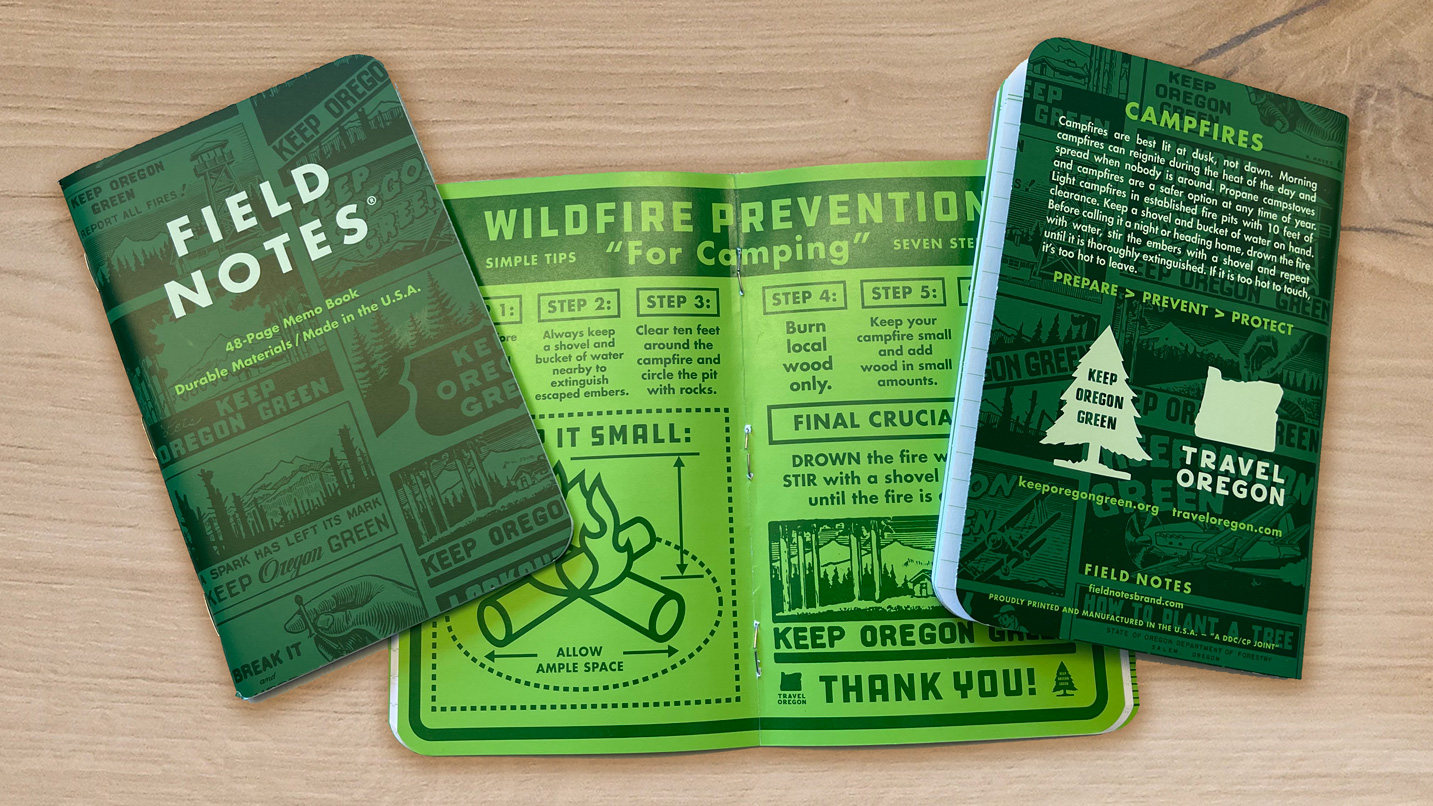 KEEP OREGON
KEEP OREGON
GREEN
REPORT ALL FIRES!
FIELD
NOTES®
48-Page Memo Book
Durable Materials / Made in the U.S.A.
KEEP
OREGON GREEN
KEEP
OREGON
GRE
A SPARK HAS LEFT ITS MARK
KEEP Oregon GREEN
KEEP OREGO
BREAK IT
and
WILDFIRE PREVENTION
SIMPLE TIPS
"For Camping"
SEVEN STE
1:
STEP 2:
Always keep
a shovel and
bucket of water
nearby to
extinguish
escaped embers.
STEP 3:
Clear ten feet
around the
campfire and
circle the pit
with rocks.
STEP 4:
Burn
local
wood
only.
STEP 5:
Keep your
campfire small
and add
wood in small
amounts.
IT SMALL:
ALLOW
AMPLE SPACE
FINAL CRUCIA
DROWN the fire w
STIR with a shovel
until the fire is
KEEP OREGON GREEN
TRAVEL
OREGON
THANK YOU!
KEEP
OREGON
GREEN
CAMPFIRES
Campfires are best lit at dusk, not dawn. Morning
campfires can reignite during the heat of the day and
spread when nobody is around. Propane campstoves
and campfires are a safer option at any time of year.
Light campfires in established fire pits with 10 feet of
clearance. Keep a shovel and bucket of water on hand.
Before calling it a night or heading home, drown the fire
with water, stir the embers with a shovel and repeat
until it is thoroughly extinguished. If it is too hot to touch,
it's too hot to leave.
PREPARE > PREVENT > PROTECT
KEEP
OREGON
GREEN
TRAVEL
OREGON
keeporegongreen.org traveloregon.com
FIELD NOTES
fieldnotesbrand.com
PROUDLY PRINTED AND MANUFACTURED IN THE U.S.A. — "A DDC/CP JOINT"
HOW TO PLANT A TREE
STATE OF OREGON DEPARTMENT OF FORESTRY
SALEM, OREGON